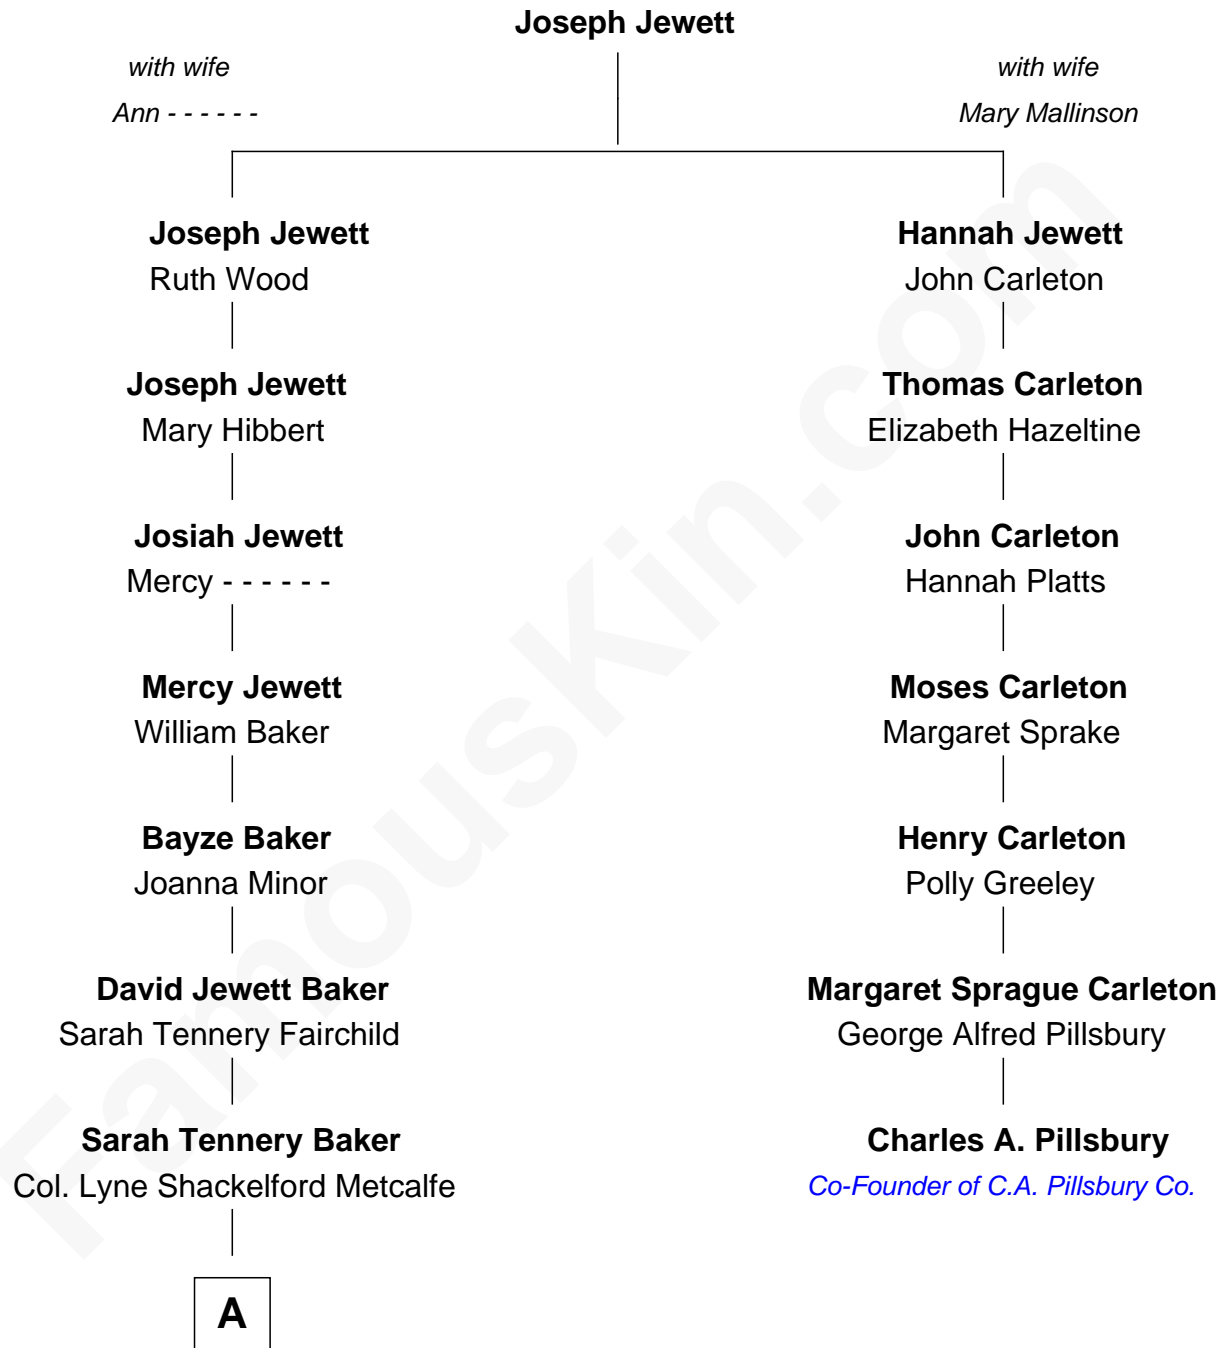 Joseph Jewett
with wife
Ann - - - - - -
with wife
Mary Mallinson
Joseph Jewett
Ruth Wood
Hannah Jewett
John Carleton
Joseph Jewett
Mary Hibbert
Thomas Carleton
Elizabeth Hazeltine
Josiah Jewett
Mercy - - - - - -
John Carleton
Hannah Platts
Mercy Jewett
William Baker
Moses Carleton
Margaret Sprake
Bayze Baker
Joanna Minor
Henry Carleton
Polly Greeley
David Jewett Baker
Sarah Tennery Fairchild
Margaret Sprague Carleton
George Alfred Pillsbury
Sarah Tennery Baker
Col. Lyne Shackelford Metcalfe
Charles A. Pillsbury
Co-Founder of C.A. Pillsbury Co.
A
FamousKin.com